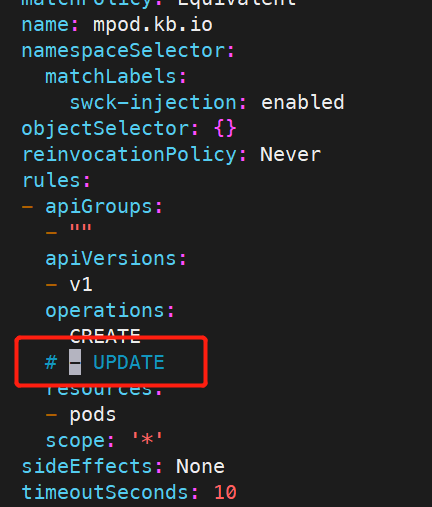 matchPolicy: Equivalent
name: mpod.kb.io
namespaceSelector:
  matchLabels:
    swck-injection: enabled
objectSelector: {}
reinvocationPolicy: Never
rules:
- apiGroups:
  - ""
  apiVersions:
  - v1
  operations:
  - CREATE
  # - UPDATE
  resources:
  - pods
  scope: '*'
sideEffects: None
timeoutSeconds: 10